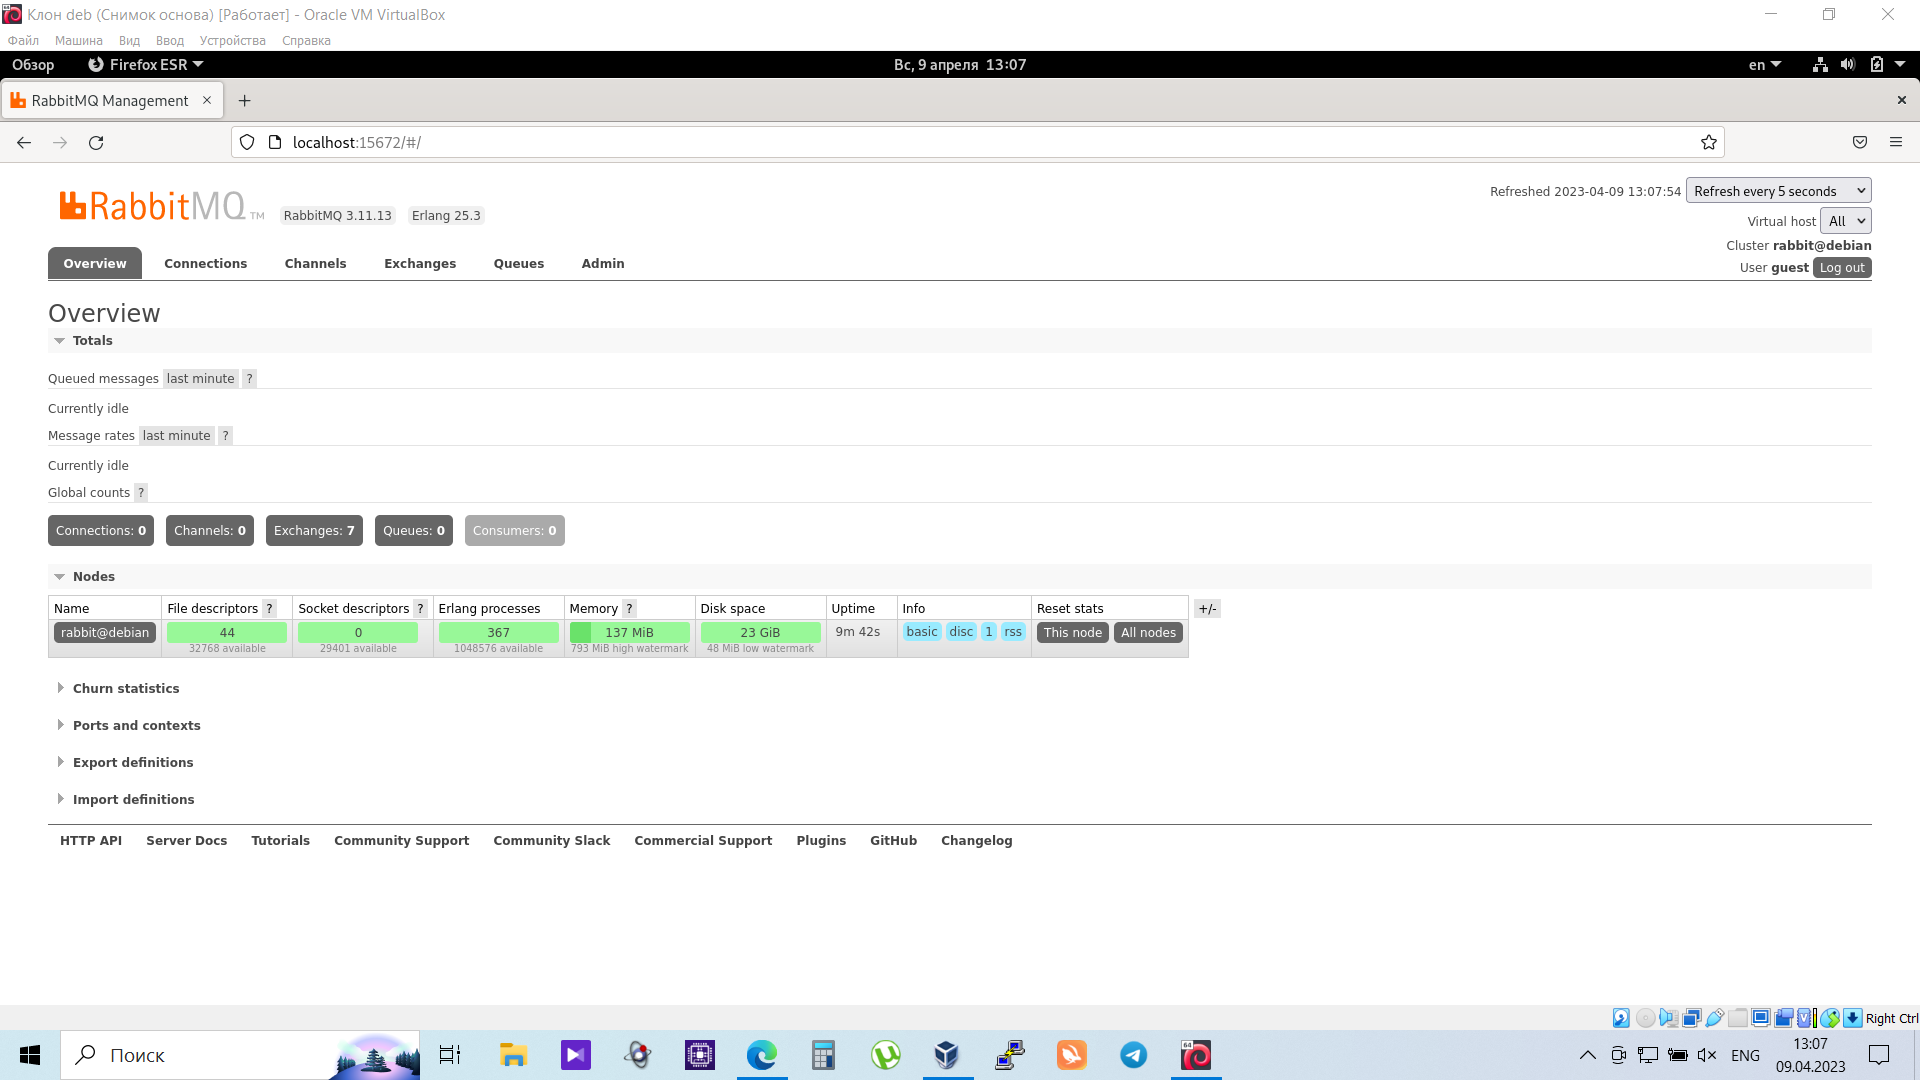 Клон deb (Снимок основа) [Работает] - Oracle VM VirtualBox
Файл Машина Вид Ввод Устройства Справка
Обзор Firefox ESR Вс, 9 апреля 13:07 en
RabbitMQ Management
localhost:15672/#/
RabbitMQ TM RabbitMQ 3.11.13 Erlang 25.3
Refreshed 2023-04-09 13:07:54 Refresh every 5 seconds
Virtual host All
Cluster rabbit@debian
User guest Log out
Overview Connections Channels Exchanges Queues Admin
Overview
Totals
Queued messages last minute ?
Currently idle
Message rates last minute ?
Currently idle
Global counts ?
Connections: 0 Channels: 0 Exchanges: 7 Queues: 0 Consumers: 0
Nodes
Name File descriptors ? Socket descriptors ? Erlang processes Memory ? Disk space Uptime Info Reset stats +/-
rabbit@debian 44 0 367 137 MiB 23 GiB 9m 42s basic disc 1 rss This node All nodes
32768 available 29401 available 1048576 available 793 MiB high watermark 48 MiB low watermark
Churn statistics
Ports and contexts
Export definitions
Import definitions
HTTP API Server Docs Tutorials Community Support Community Slack Commercial Support Plugins GitHub Changelog
Right Ctrl
Поиск 64 ENG 13:07
09.04.2023